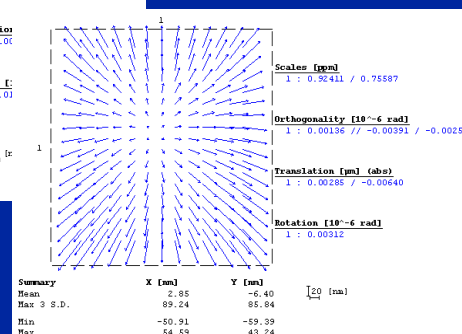 1
Scales [ppm]
1 : 0.92411 / 0.75587
Orthogonality [10^-6 rad]
1 : 0.00136 // -0.00391 / -0.0025
1
Translation [µm] (abs)
1 : 0.00285 / -0.00640
Rotation [10^-6 rad]
1 : 0.00312
Summary X [nm] Y [nm]
Mean 2.85 -6.40
Max 3 S.D. 89.24 85.84
Min -50.91 -59.39
Max 54.59 43.24
20 [nm]